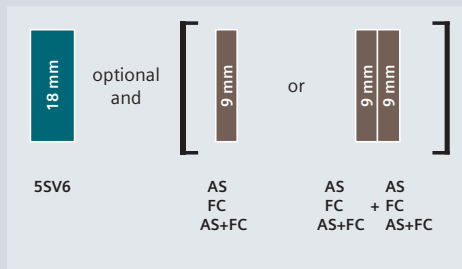 18 mm
optional
and
9 mm
or
9 mm
9 mm
5SV6
AS
FC
AS+FC
AS AS
FC + FC
AS+FC AS+FC